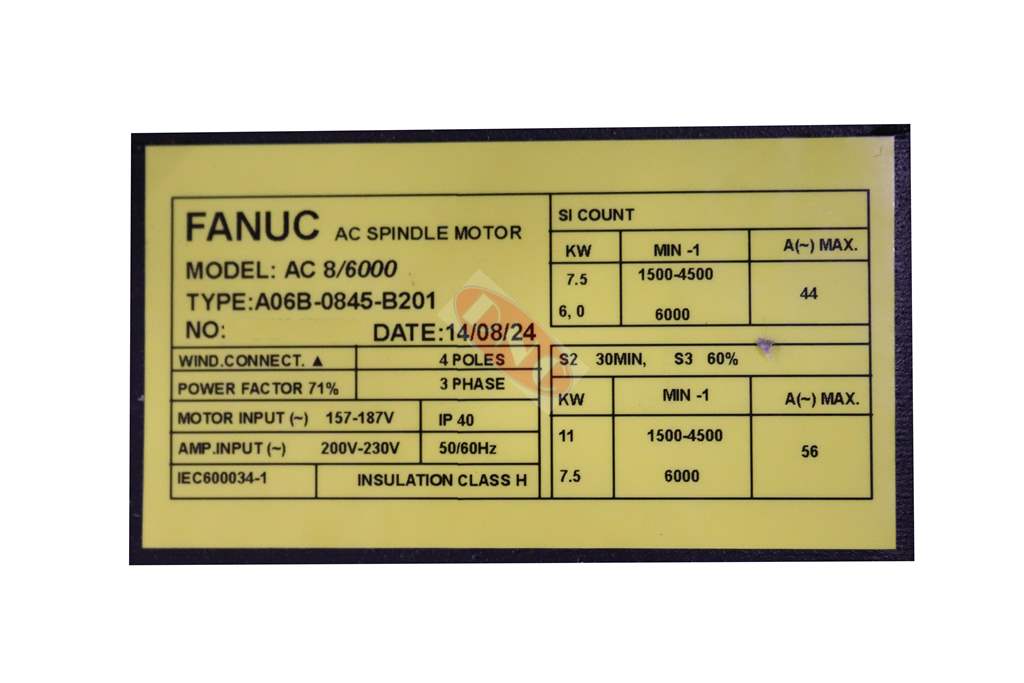 FANUC AC SPINDLE MOTOR
MODEL: AC 8/6000
TYPE:A06B-0845-B201
NO: DATE:14/08/24
WIND.CONNECT. ▲ 4 POLES
POWER FACTOR 71% 3 PHASE
MOTOR INPUT (~) 157-187V IP 40
AMP.INPUT (~) 200V-230V 50/60Hz
IEC600034-1 INSULATION CLASS H
SI COUNT
KW MIN -1 A(~) MAX.
7.5 1500-4500 44
6, 0 6000
S2 30MIN, S3 60%
KW MIN -1 A(~) MAX.
11 1500-4500 56
7.5 6000